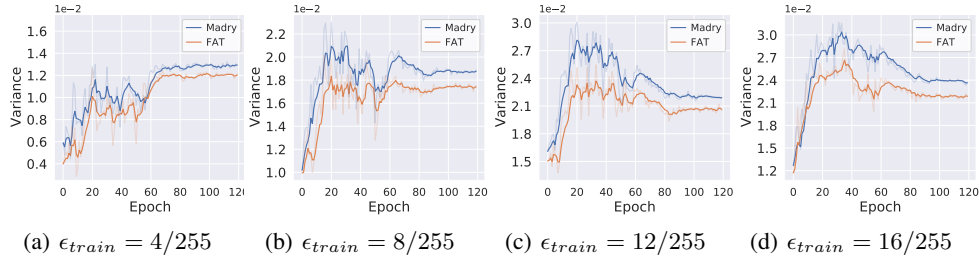 1e−2
Variance
1.6
1.4
1.2
1.0
0.8
0.6
0.4
Madry
FAT
0 20 40 60 80 100 120
Epoch
(a) ϵtrain = 4/255
1e−2
Variance
2.2
2.0
1.8
1.6
1.4
1.2
1.0
Madry
FAT
0 20 40 60 80 100 120
Epoch
(b) ϵtrain = 8/255
1e−2
Variance
3.0
2.7
2.4
2.1
1.8
1.5
Madry
FAT
0 20 40 60 80 100 120
Epoch
(c) ϵtrain = 12/255
1e−2
Variance
3.0
2.7
2.4
2.1
1.8
1.5
1.2
Madry
FAT
0 20 40 60 80 100 120
Epoch
(d) ϵtrain = 16/255